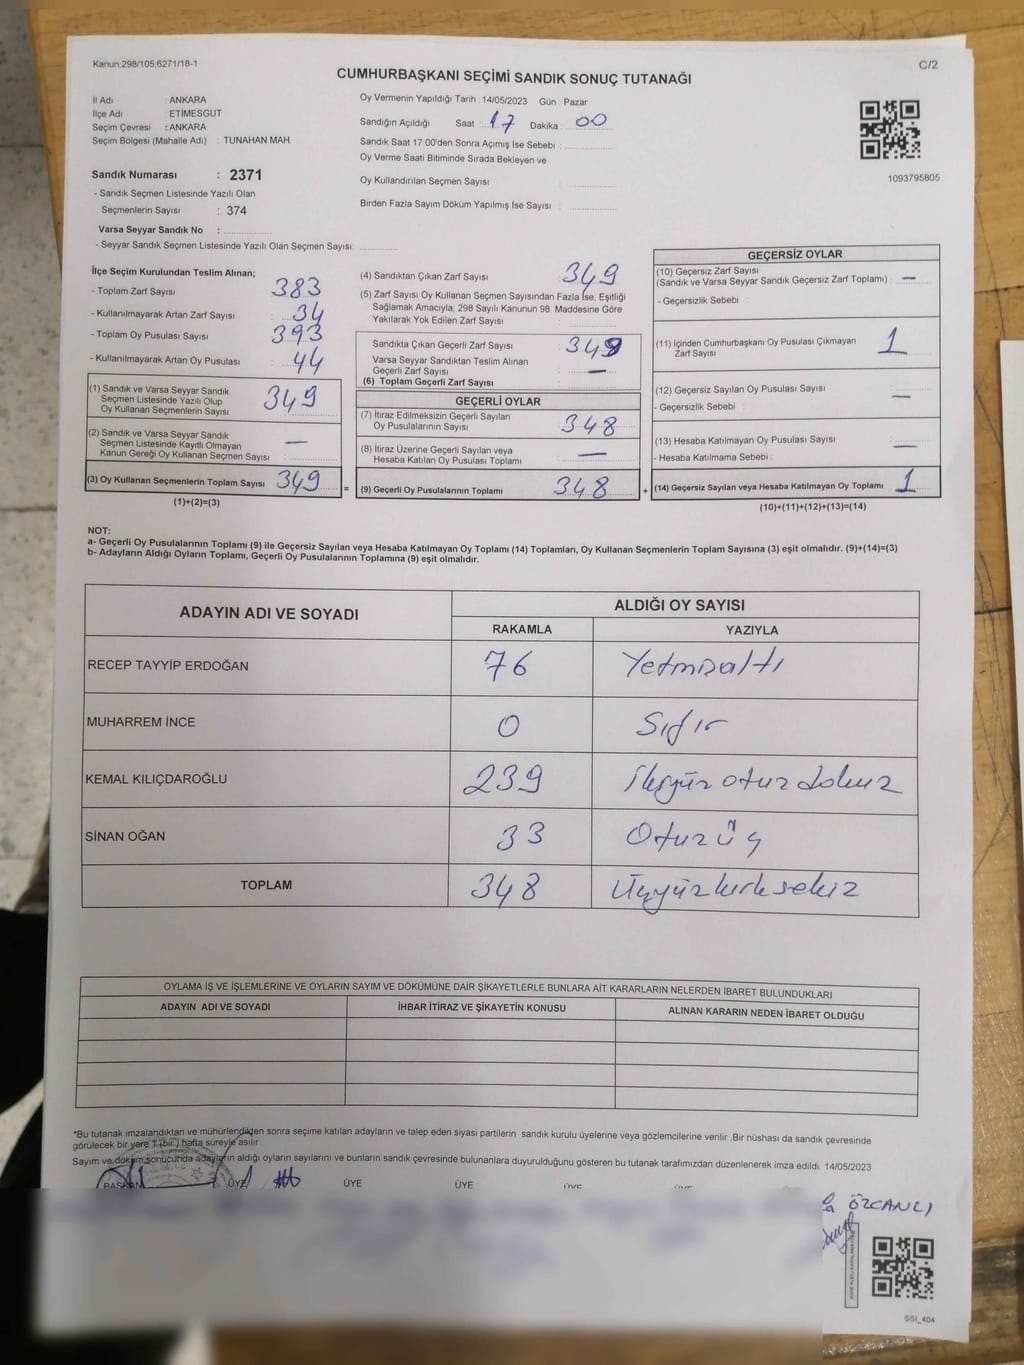 Kanun:298/105;6271/18-1
C/2
CUMHURBAŞKANI SEÇİMİ SANDIK SONUÇ TUTANAĞI
İl Adı : ANKARA
İlçe Adı : ETİMESGUT
Seçim Çevresi : ANKARA
Seçim Bölgesi (Mahalle Adı) : TUNAHAN MAH.
Sandık Numarası : 2371
- Sandık Seçmen Listesinde Yazılı Olan
Seçmenlerin Sayısı : 374
Varsa Seyyar Sandık No :
- Seyyar Sandık Seçmen Listesinde Yazılı Olan Seçmen Sayısı:
Oy Vermenin Yapıldığı Tarih : 14/05/2023 Gün : Pazar
Sandığın Açıldığı Saat : 17 Dakika : 00
Sandık Saat 17:00'den Sonra Açımış İse Sebebi :
Oy Verme Saati Bitiminde Sırada Bekleyen ve
Oy Kullandırılan Seçmen Sayısı :
Birden Fazla Sayım Döküm Yapılmış İse Sayısı :
1093795805
İlçe Seçim Kurulundan Teslim Alınan;
- Toplam Zarf Sayısı : 383
- Kullanılmayarak Artan Zarf Sayısı : 34
- Toplam Oy Pusulası Sayısı : 393
- Kullanılmayarak Artan Oy Pusulası : 44
(1) Sandık ve Varsa Seyyar Sandık
Seçmen Listesinde Yazılı Olup
Oy Kullanan Seçmenlerin Sayısı : 349
(2) Sandık ve Varsa Seyyar Sandık
Seçmen Listesinde Kayıtlı Olmayan
Kanun Gereği Oy Kullanan Seçmen Sayısı : —
(3) Oy Kullanan Seçmenlerin Toplam Sayısı : 349 =
(1)+(2)=(3)
(4) Sandıktan Çıkan Zarf Sayısı : 349
(5) Zarf Sayısı Oy Kullanan Seçmen Sayısından Fazla İse, Eşitliği
Sağlamak Amacıyla, 298 Sayılı Kanunun 98. Maddesine Göre
Yakılarak Yok Edilen Zarf Sayısı :
Sandıkta Çıkan Geçerli Zarf Sayısı : 349
Varsa Seyyar Sandıktan Teslim Alınan
Geçerli Zarf Sayısı : —
(6) Toplam Geçerli Zarf Sayısı :
GEÇERLİ OYLAR
(7) İtiraz Edilmeksizin Geçerli Sayılan
Oy Pusulalarının Sayısı : 348
(8) İtiraz Üzerine Geçerli Sayılan veya
Hesaba Katılan Oy Pusulası Toplamı : —
(9) Geçerli Oy Pusulalarının Toplamı : 348 +
GEÇERSİZ OYLAR
(10) Geçersiz Zarf Sayısı
(Sandık ve Varsa Seyyar Sandık Geçersiz Zarf Toplamı) : —
- Geçersizlik Sebebi :
(11) İçinden Cumhurbaşkanı Oy Pusulası Çıkmayan
Zarf Sayısı : 1
(12) Geçersiz Sayılan Oy Pusulası Sayısı : —
- Geçersizlik Sebebi :
(13) Hesaba Katılmayan Oy Pusulası Sayısı : —
- Hesaba Katılmama Sebebi :
(14) Geçersiz Sayılan veya Hesaba Katılmayan Oy Toplamı : 1
(10)+(11)+(12)+(13)=(14)
NOT:
a- Geçerli Oy Pusulalarının Toplamı (9) ile Geçersiz Sayılan veya Hesaba Katılmayan Oy Toplamı (14) Toplamları, Oy Kullanan Seçmenlerin Toplam Sayısına (3) eşit olmalıdır. (9)+(14)=(3)
b- Adayların Aldığı Oyların Toplamı, Geçerli Oy Pusulalarının Toplamına (9) eşit olmalıdır.
ADAYIN ADI VE SOYADI ALDIĞI OY SAYISI
RAKAMLA YAZIYLA
RECEP TAYYİP ERDOĞAN 76 Yetmişaltı
MUHARREM İNCE 0 Sıfır
KEMAL KILIÇDAROĞLU 239 İkiyüz otuz dokuz
SİNAN OĞAN 33 Otuzüç
TOPLAM 348 Üçyüzkırksekiz
OYLAMA İŞ VE İŞLEMLERİNE VE OYLARIN SAYIM VE DÖKÜMÜNE DAİR ŞİKAYETLERLE BUNLARA AİT KARARLARIN NELERDEN İBARET BULUNDUKLARI
ADAYIN ADI VE SOYADI İHBAR İTİRAZ VE ŞİKAYETİN KONUSU ALINAN KARARIN NEDEN İBARET OLDUĞU
*Bu tutanak imzalandıktan ve mühürlendikten sonra seçime katılan adayların ve talep eden siyasi partilerin sandık kurulu üyelerine veya gözlemcilerine verilir. Bir nüshası da sandık çevresinde
görülecek bir yere 1 (bir ) hafta süreyle asılır.
Sayım ve döküm sonucunda adayların aldığı oyların sayılarını ve bunların sandık çevresinde bulunanlara duyurulduğunu gösteren bu tutanak tarafımızdan düzenlenerek imza edildi. 14/05/2023
BAŞKAN ÜYE ÜYE ÜYE ÜYE ÜYE
ÖZCANLI
SSI_404